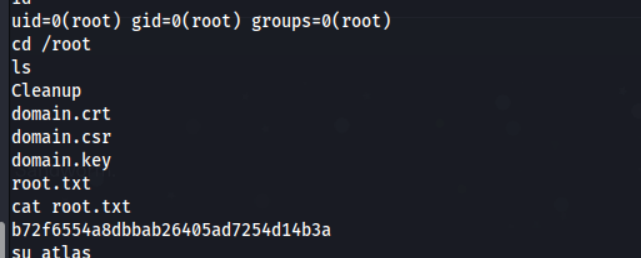 id
uid=0(root) gid=0(root) groups=0(root)
cd /root
ls
Cleanup
domain.crt
domain.csr
domain.key
root.txt
cat root.txt
b72f6554a8dbbab26405ad7254d14b3a
su atlas